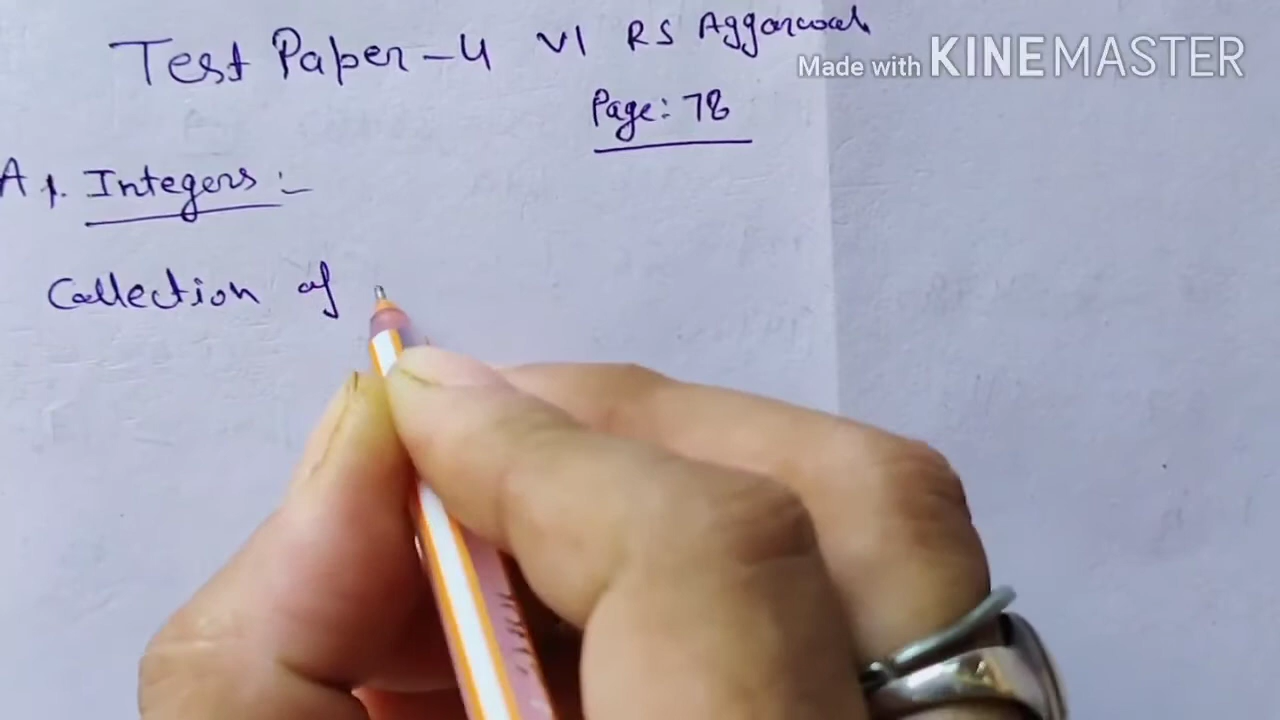 Test Paper-4 VI RS Aggarwal
Made with KINEMASTER
Page: 78
A 1. Integers :-
Collection of